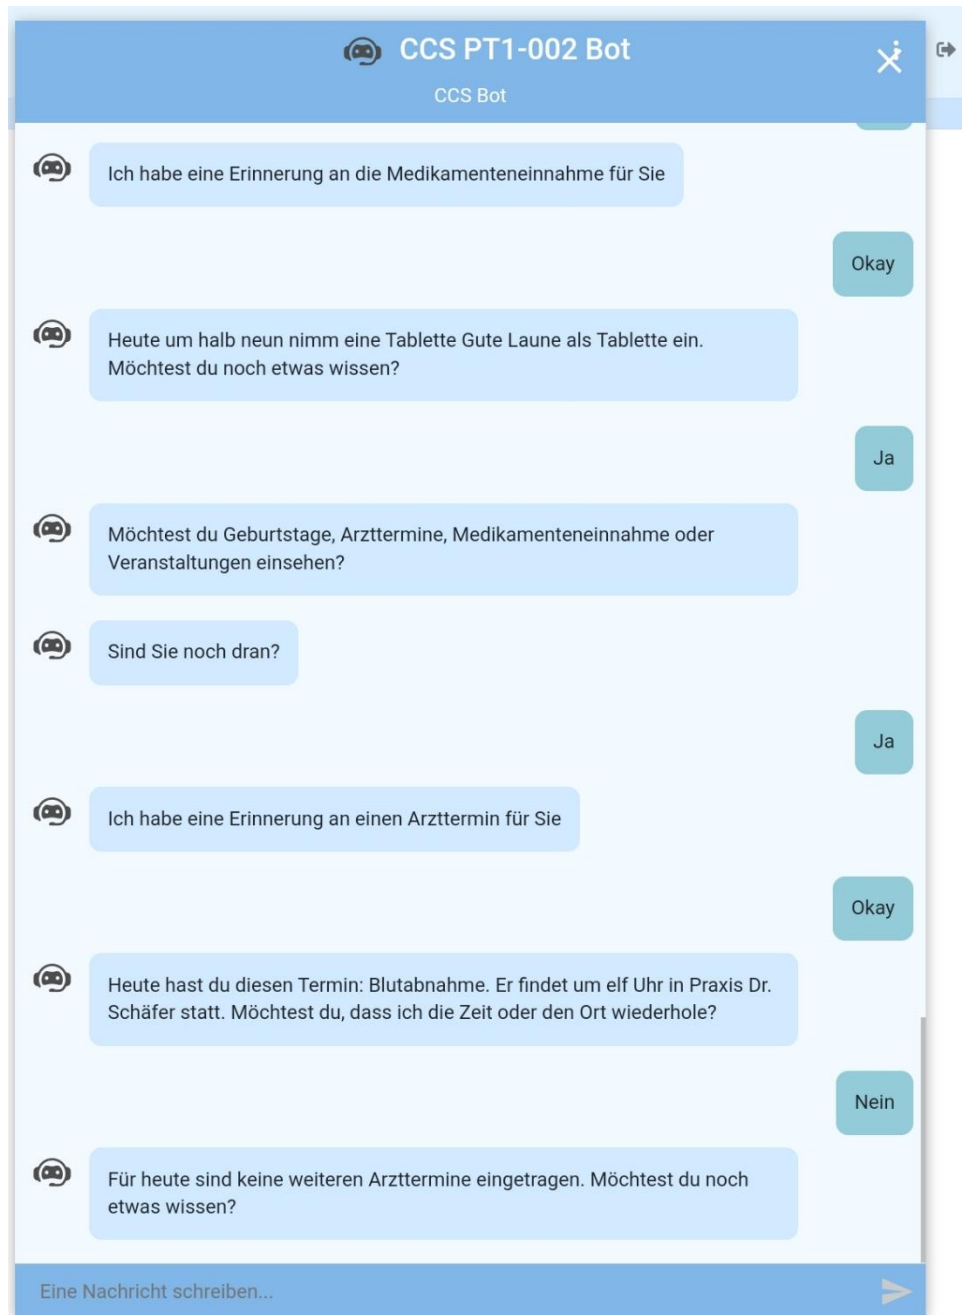 CCS PT1-002 Bot
CCS Bot
Ich habe eine Erinnerung an die Medikamenteneinnahme für Sie
Okay
Heute um halb neun nimm eine Tablette Gute Laune als Tablette ein.
Möchtest du noch etwas wissen?
Ja
Möchtest du Geburtstage, Arzttermine, Medikamenteneinnahme oder
Veranstaltungen einsehen?
Sind Sie noch dran?
Ja
Ich habe eine Erinnerung an einen Arzttermin für Sie
Okay
Heute hast du diesen Termin: Blutabnahme. Er findet um elf Uhr in Praxis Dr.
Schäfer statt. Möchtest du, dass ich die Zeit oder den Ort wiederhole?
Nein
Für heute sind keine weiteren Arzttermine eingetragen. Möchtest du noch
etwas wissen?
Eine Nachricht schreiben...